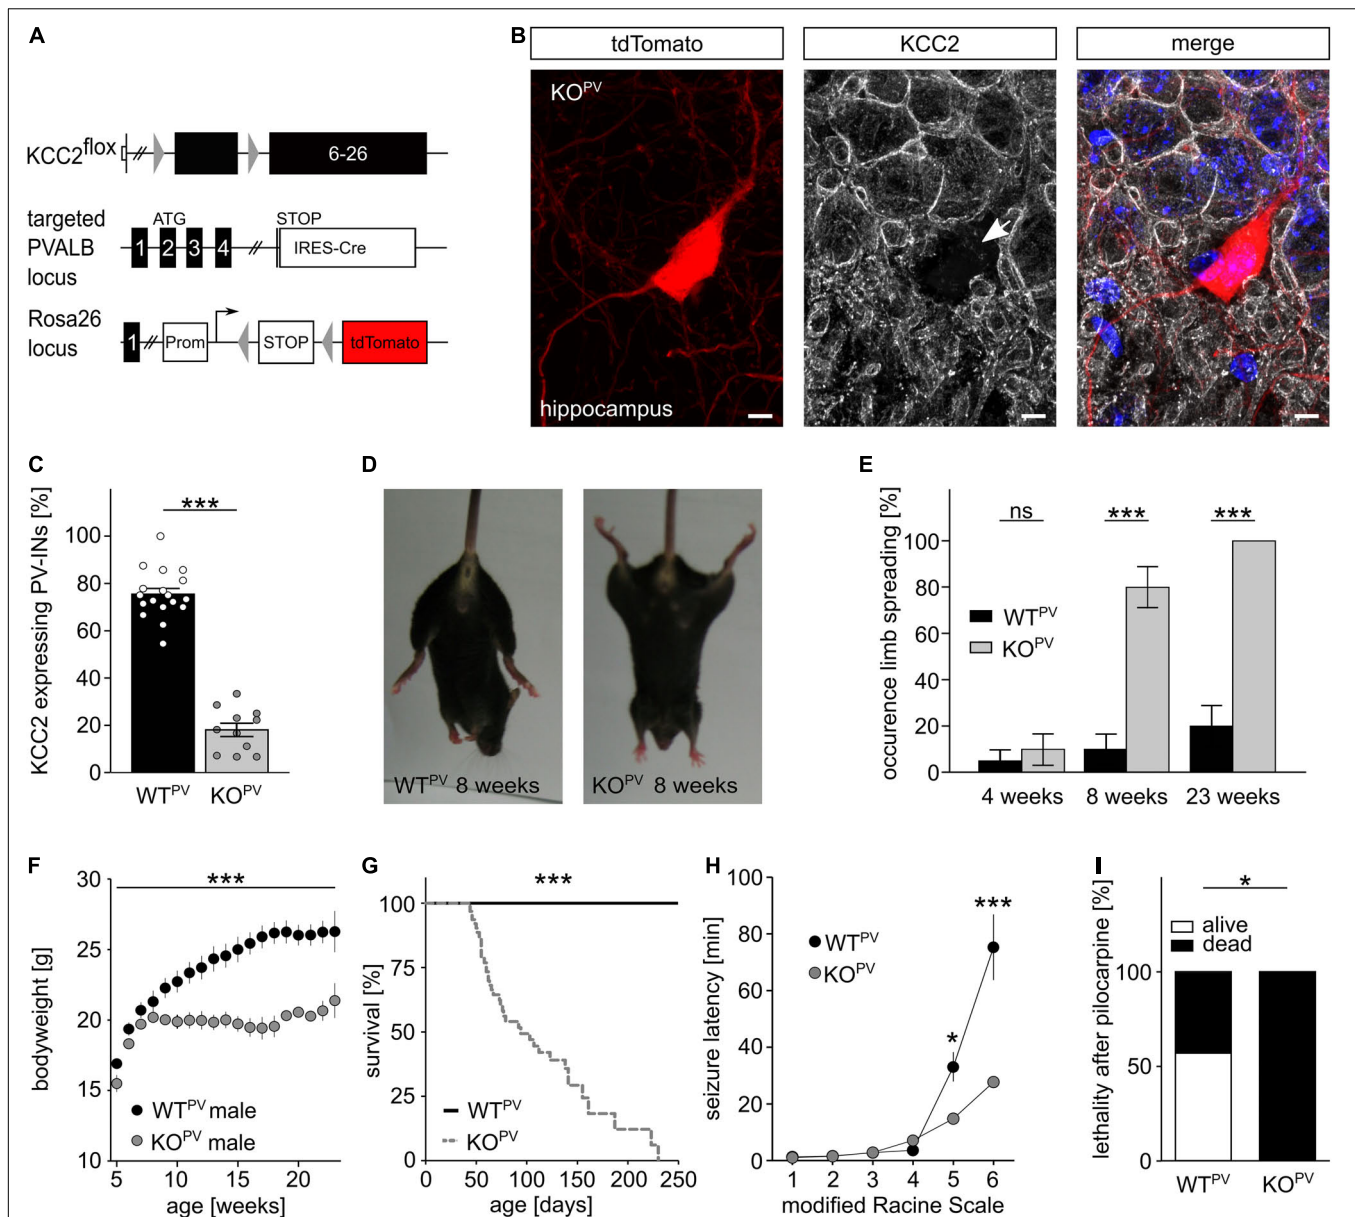 A
KCC2flox
6-26
targeted
PVALB
locus
ATG
STOP
1 2 3 4
IRES-Cre
Rosa26
locus
1
Prom
STOP
tdTomato
B
tdTomato
KCC2
merge
KOPV
hippocampus
C
KCC2 expressing PV-INs [%]
100
80
60
40
20
0
***
WTPV
KOPV
D
WTPV 8 weeks
KOPV 8 weeks
E
occurence limb spreading [%]
100
80
60
40
20
0
ns
***
***
WTPV
KOPV
4 weeks
8 weeks
23 weeks
F
bodyweight [g]
30
25
20
15
10
***
WTPV male
KOPV male
5 10 15 20
age [weeks]
G
survival [%]
100
75
50
25
0
***
WTPV
KOPV
0 50 100 150 200 250
age [days]
H
seizure latency [min]
100
80
60
40
20
0
WTPV
KOPV
*
***
1 2 3 4 5 6
modified Racine Scale
I
lethality after pilocarpine [%]
*
alive
dead
100
50
0
WTPV
KOPV